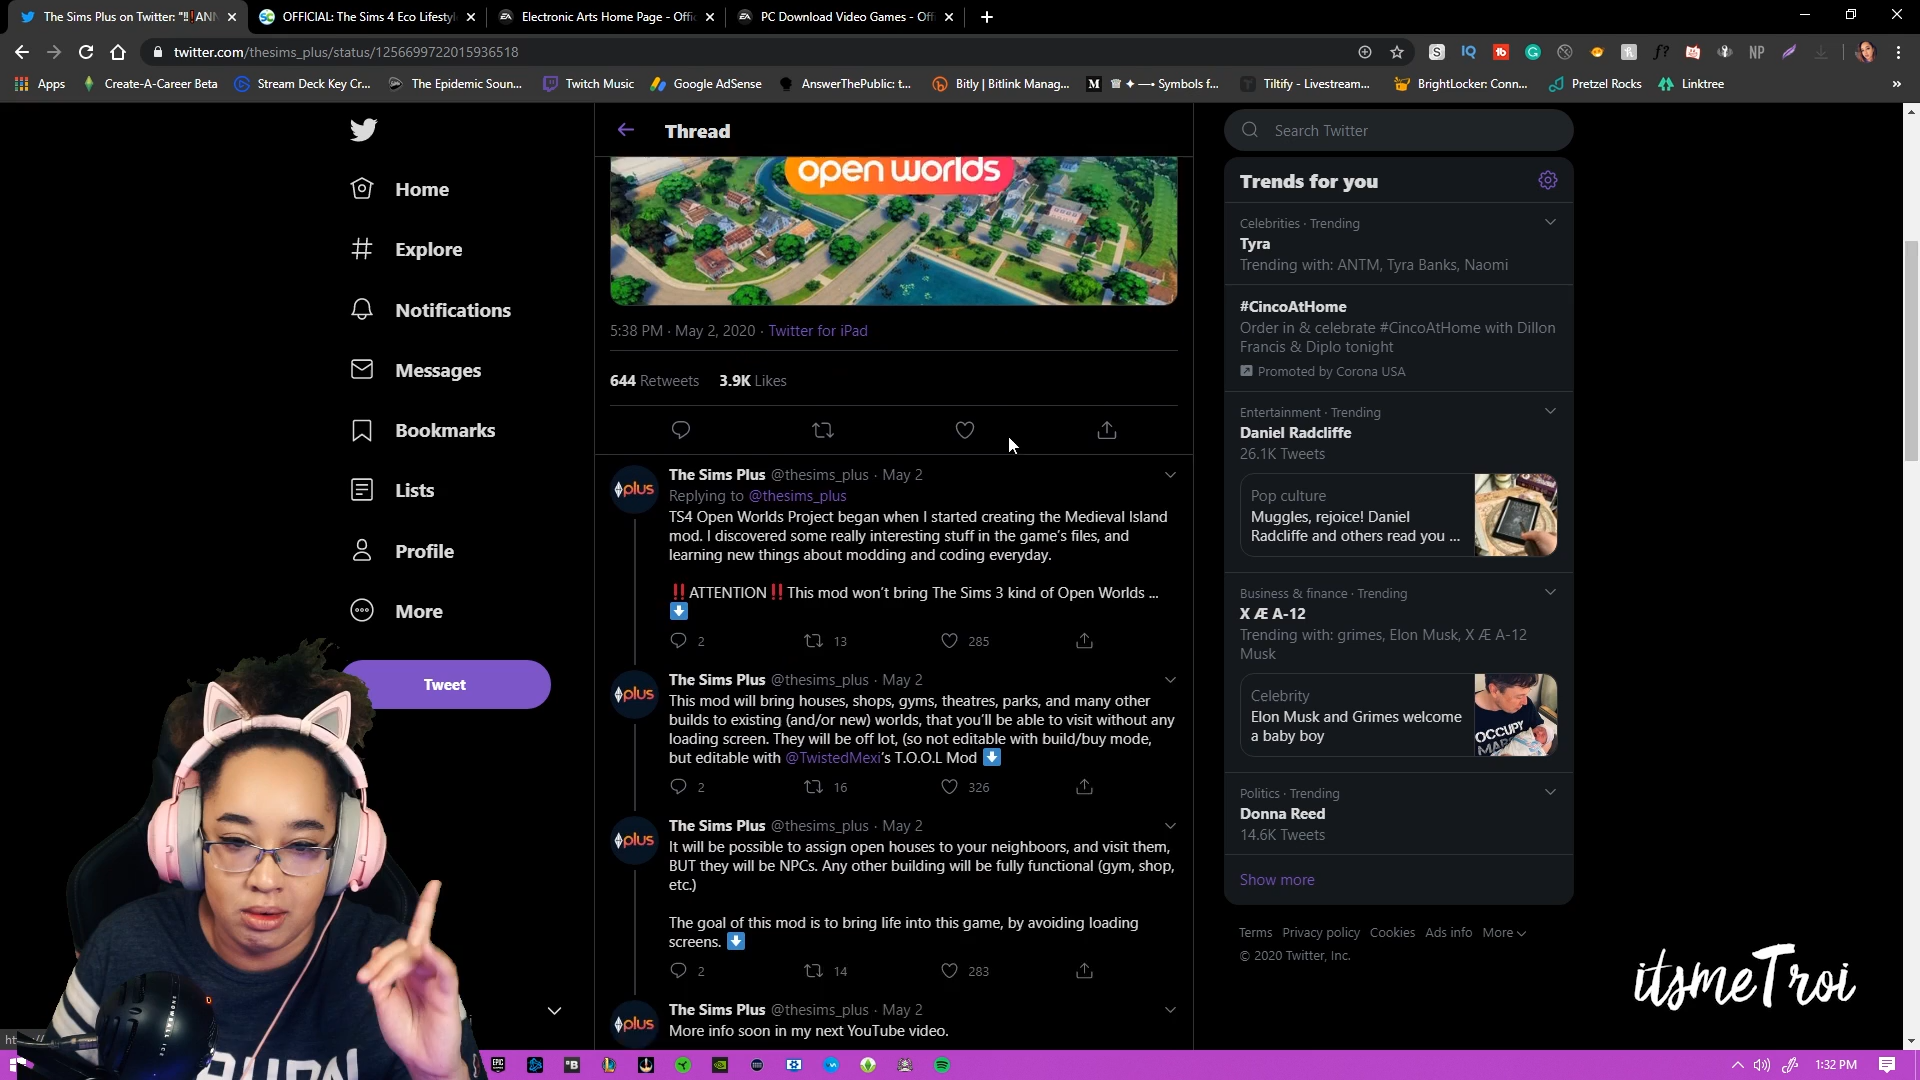 The Sims Plus on Twitter: "‼️ANN
OFFICIAL: The Sims 4 Eco Lifesty
Electronic Arts Home Page - Offi
PC Download Video Games - Off
twitter.com/thesims_plus/status/1256699722015936518
Apps
Create-A-Career Beta
Stream Deck Key Cr...
The Epidemic Soun...
Twitch Music
Google AdSense
AnswerThePublic: t...
Bitly | Bitlink Manag...
♕ ✦ —• Symbols f...
Tiltify - Livestream...
BrightLocker: Conn...
Pretzel Rocks
Linktree
Home
Explore
Notifications
Messages
Bookmarks
Lists
Profile
More
Tweet
Thread
open worlds
5:38 PM · May 2, 2020 · Twitter for iPad
644 Retweets 3.9K Likes
The Sims Plus @thesims_plus · May 2
Replying to @thesims_plus
TS4 Open Worlds Project began when I started creating the Medieval Island
mod. I discovered some really interesting stuff in the game's files, and
learning new things about modding and coding everyday.
‼️ATTENTION‼️This mod won't bring The Sims 3 kind of Open Worlds ...
⬇️
2 13 285
The Sims Plus @thesims_plus · May 2
This mod will bring houses, shops, gyms, theatres, parks, and many other
builds to existing (and/or new) worlds, that you'll be able to visit without any
loading screen. They will be off lot, (so not editable with build/buy mode,
but editable with @TwistedMexi's T.O.O.L Mod ⬇️
2 16 326
The Sims Plus @thesims_plus · May 2
It will be possible to assign open houses to your neighboors, and visit them,
BUT they will be NPCs. Any other building will be fully functional (gym, shop,
etc.)
The goal of this mod is to bring life into this game, by avoiding loading
screens. ⬇️
2 14 283
The Sims Plus @thesims_plus · May 2
More info soon in my next YouTube video.
plus
plus
plus
plus
Search Twitter
Trends for you
Celebrities · Trending
Tyra
Trending with: ANTM, Tyra Banks, Naomi
#CincoAtHome
Order in & celebrate #CincoAtHome with Dillon
Francis & Diplo tonight
Promoted by Corona USA
Entertainment · Trending
Daniel Radcliffe
26.1K Tweets
Pop culture
Muggles, rejoice! Daniel
Radcliffe and others read you ...
Business & finance · Trending
X Æ A-12
Trending with: grimes, Elon Musk, X Æ A-12
Musk
Celebrity
Elon Musk and Grimes welcome
a baby boy
OCCUPY
MARS
Politics · Trending
Donna Reed
14.6K Tweets
Show more
Terms Privacy policy Cookies Ads info More
© 2020 Twitter, Inc.
itsmeTroi
1:32 PM